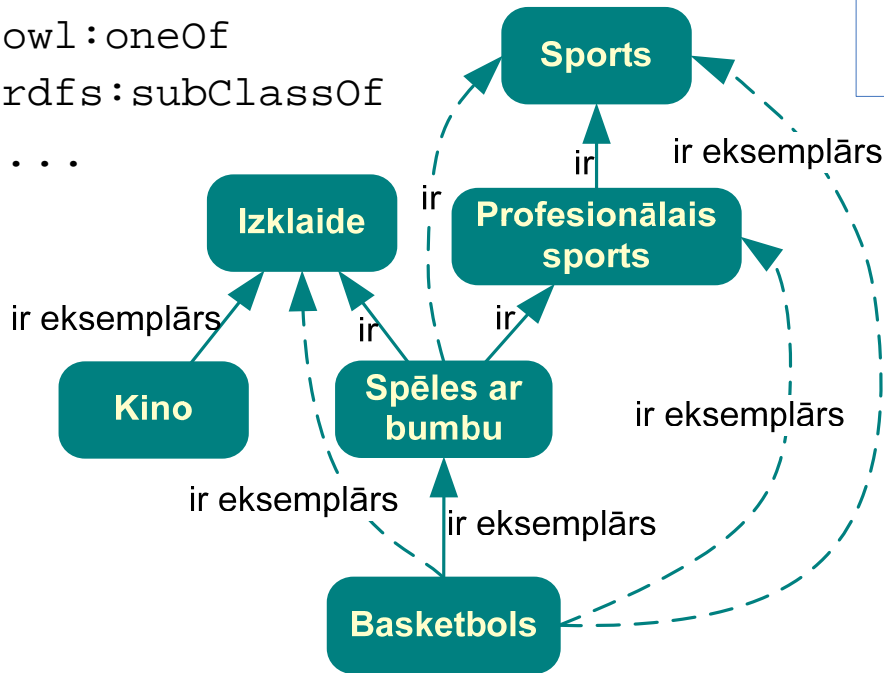 owl:oneOf
rdfs:subClassOf
...
Sports
ir
ir eksemplārs
ir
Izklaide
Profesionālais
sports
ir eksemplārs
ir
ir
Kino
Spēles ar
bumbu
ir eksemplārs
ir eksemplārs
ir eksemplārs
Basketbols